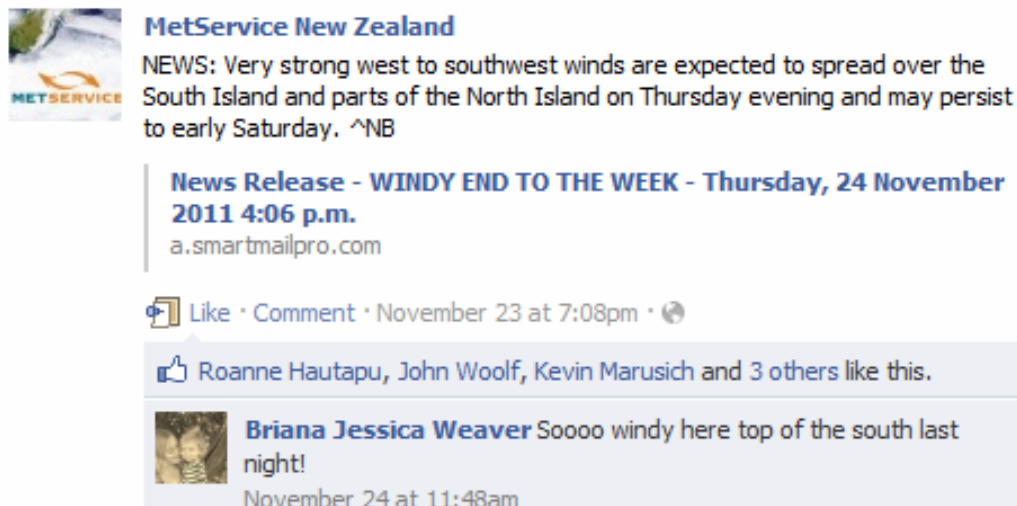 MetService New Zealand
NEWS: Very strong west to southwest winds are expected to spread over the
METSERVICE
South Island and parts of the North Island on Thursday evening and may persist
to early Saturday. ^NB
News Release - WINDY END TO THE WEEK - Thursday, 24 November
2011 4:06 p.m.
a.smartmailpro.com
Like · Comment · November 23 at 7:08pm ·
Roanne Hautapu, John Woolf, Kevin Marusich and 3 others like this.
Briana Jessica Weaver Soooo windy here top of the south last
night!
November 24 at 11:48am